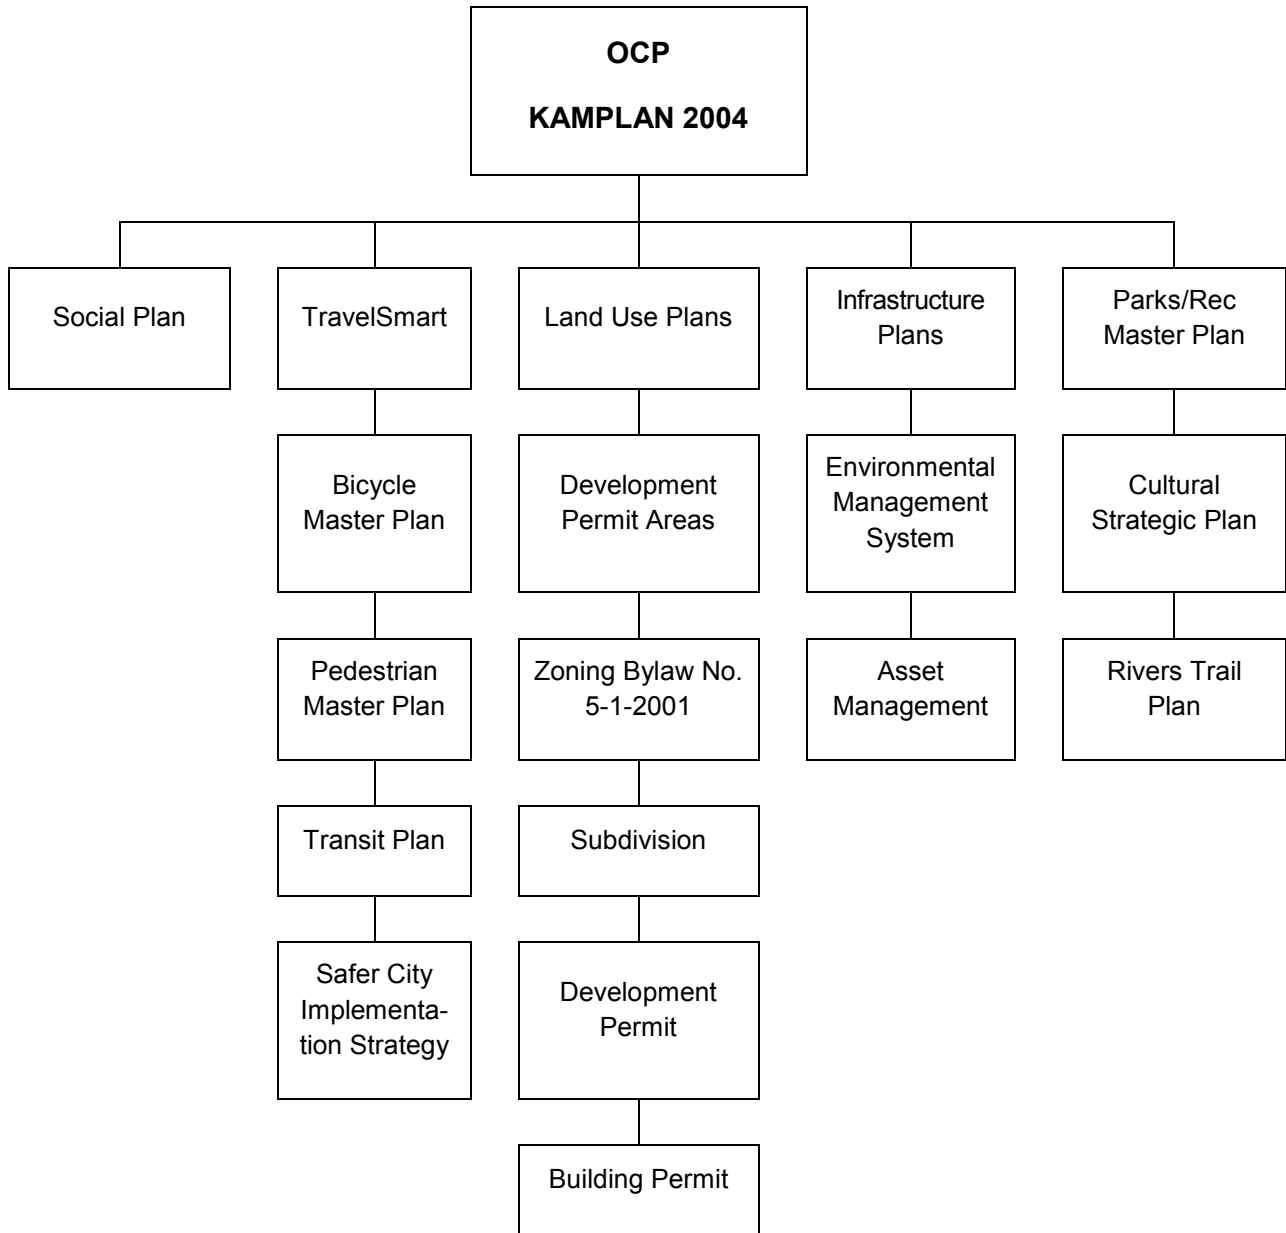 OCP
KAMPLAN 2004
Social Plan
TravelSmart
Land Use Plans
Infrastructure
Plans
Parks/Rec
Master Plan
Bicycle
Master Plan
Development
Permit Areas
Environmental
Management
System
Cultural
Strategic Plan
Pedestrian
Master Plan
Zoning Bylaw No.
5-1-2001
Asset
Management
Rivers Trail
Plan
Transit Plan
Subdivision
Safer City
Implementa-
tion Strategy
Development
Permit
Building Permit